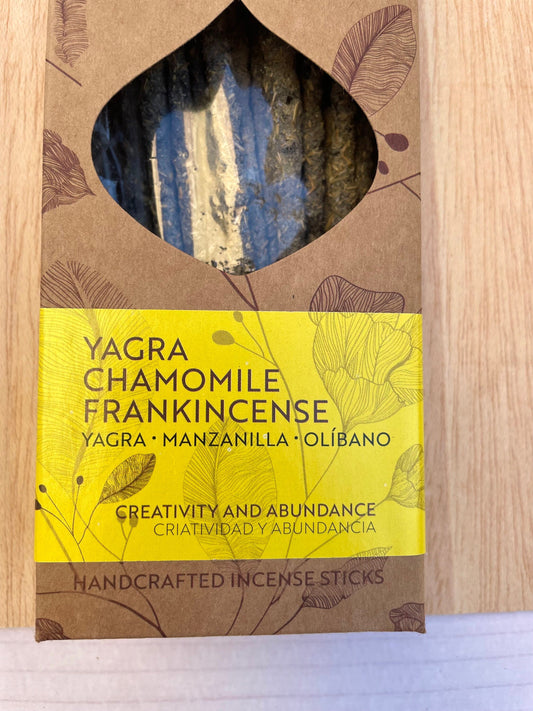 YAGRA
CHAMOMILE
FRANKINCENSE
YAGRA · MANZANILLA · OLÍBANO
CREATIVITY AND ABUNDANCE
CRIATIVIDAD Y ABUNDANCIA
HANDCRAFTED INCENSE STICKS